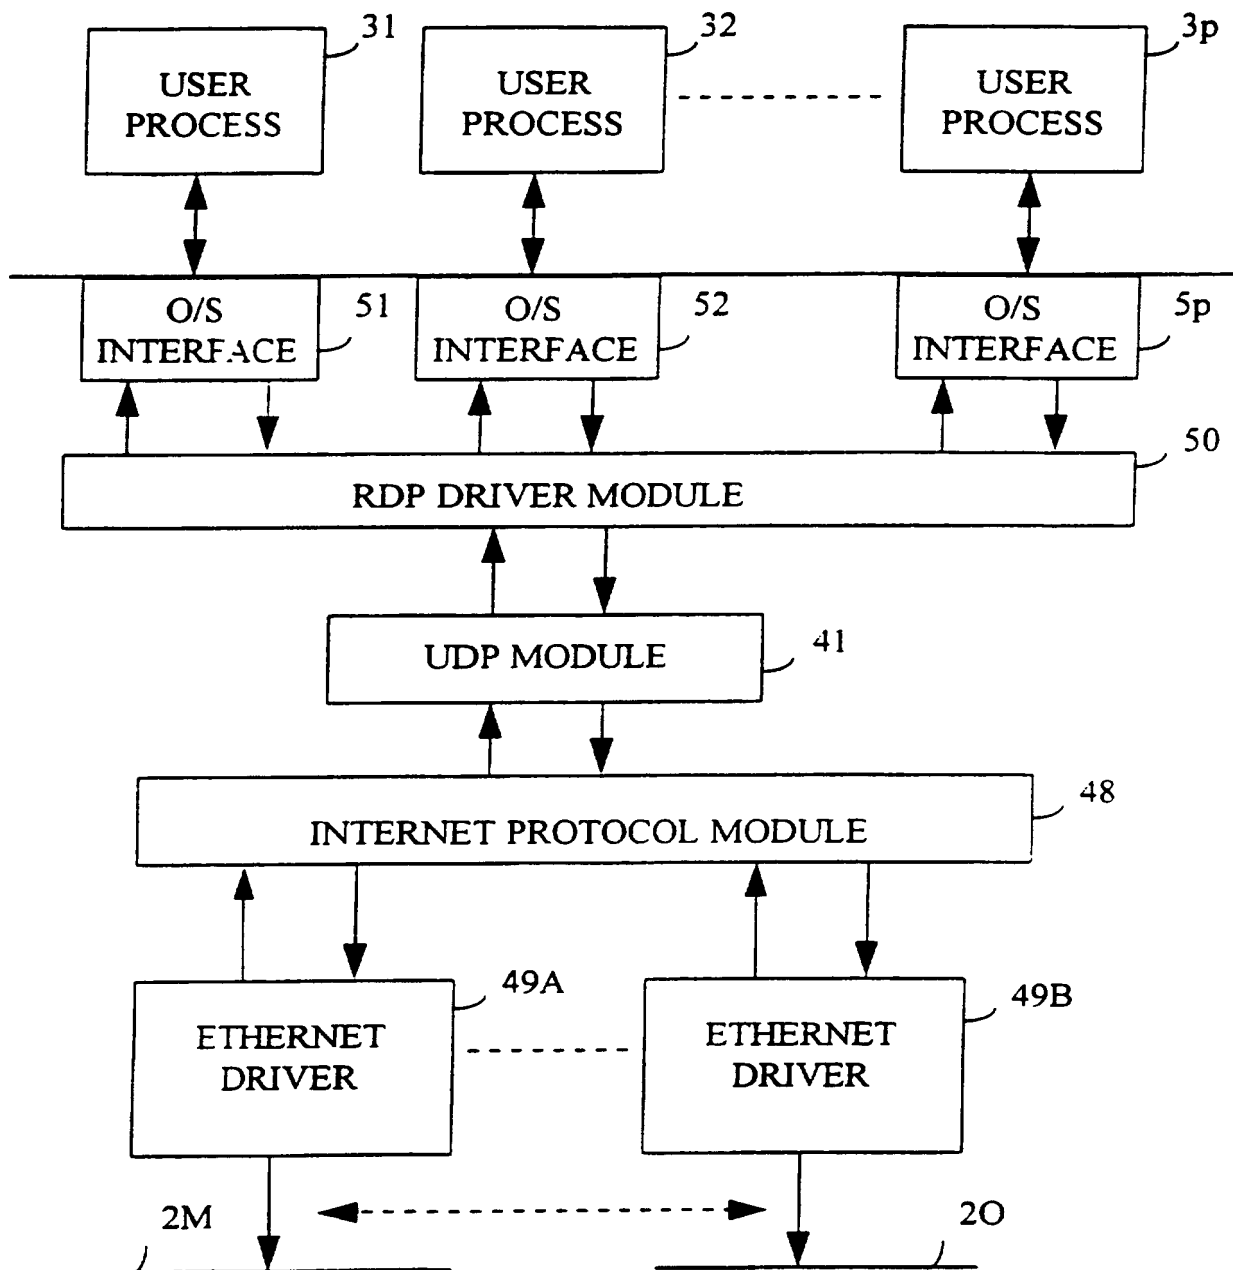 31
32
3p
USER
PROCESS
USER
PROCESS
USER
PROCESS
O/S
INTERFACE
51
O/S
INTERFACE
52
O/S
INTERFACE
5p
50
RDP DRIVER MODULE
UDP MODULE
41
INTERNET PROTOCOL MODULE
48
49A
49B
ETHERNET
DRIVER
ETHERNET
DRIVER
2M
2O